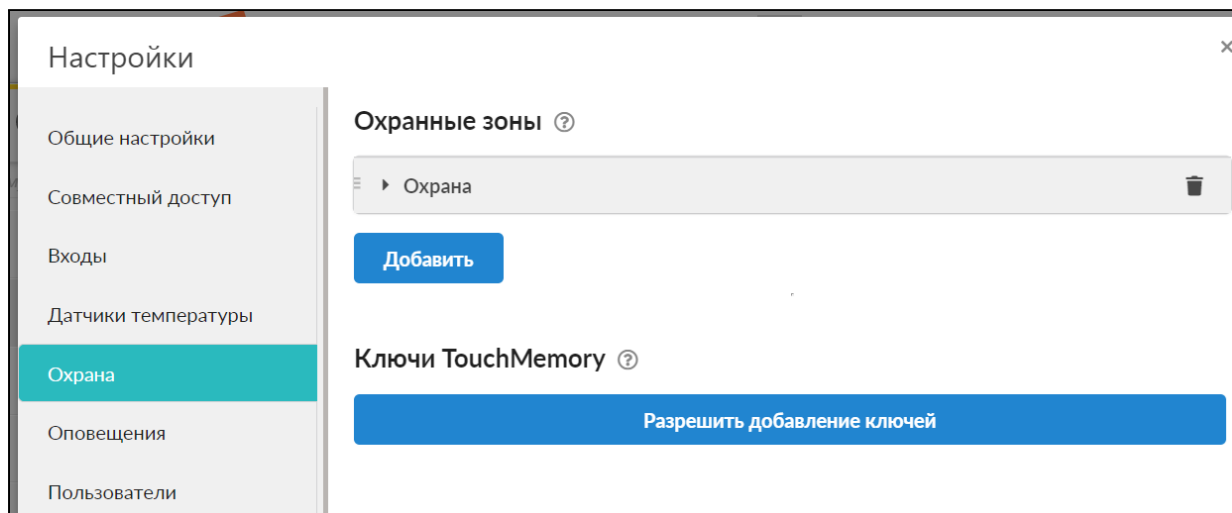 Настройки
Общие настройки
Совместный доступ
Входы
Датчики температуры
Охрана
Оповещения
Пользователи
Охранные зоны
Охрана
Добавить
Ключи TouchMemory
Разрешить добавление ключей